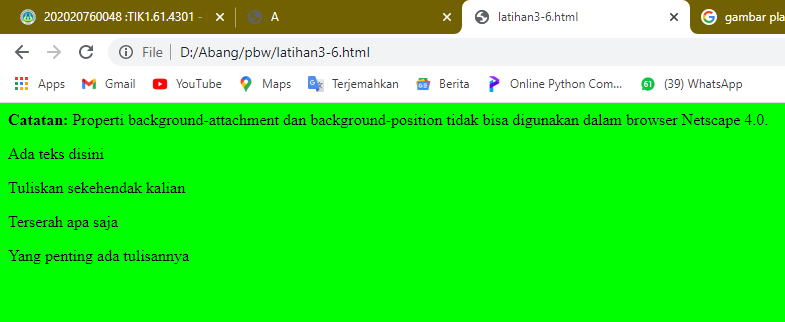 202020760048 :TIK1.61.4301 -
A
latihan3-6.html
gambar pla
File | D:/Abang/pbw/latihan3-6.html
Apps Gmail YouTube Maps Terjemahkan Berita Online Python Com... (39) WhatsApp
Catatan: Properti background-attachment dan background-position tidak bisa digunakan dalam browser Netscape 4.0.
Ada teks disini
Tuliskan sekehendak kalian
Terserah apa saja
Yang penting ada tulisannya